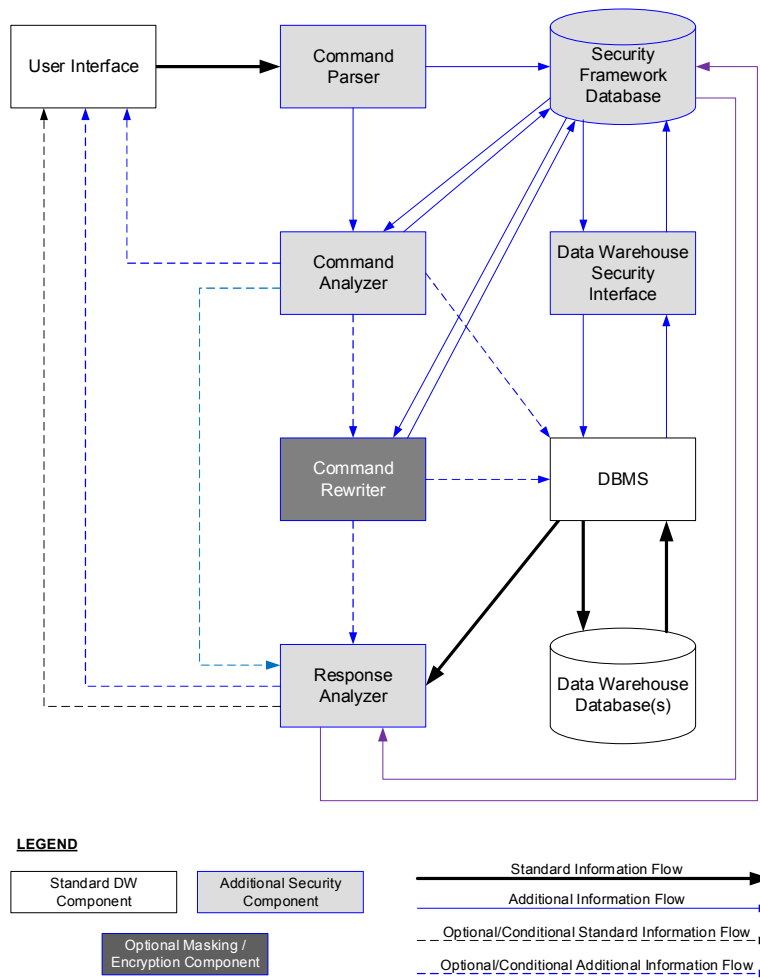 User Interface
Command
Parser
Security
Framework
Database
Command
Analyzer
Data Warehouse
Security
Interface
Command
Rewriter
DBMS
Response
Analyzer
Data Warehouse
Database(s)
LEGEND
Standard DW
Component
Additional Security
Component
Optional Masking /
Encryption Component
Standard Information Flow
Additional Information Flow
Optional/Conditional Standard Information Flow
Optional/Conditional Additional Information Flow